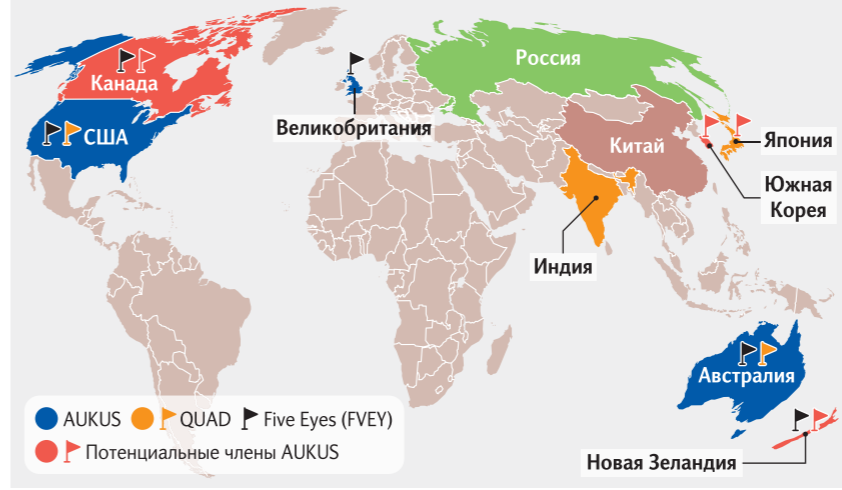 Канада
Россия
США
Великобритания
Китай
Япония
Южная
Корея
Индия
Австралия
AUKUS QUAD Five Eyes (FVEY)
Потенциальные члены AUKUS
Новая Зеландия